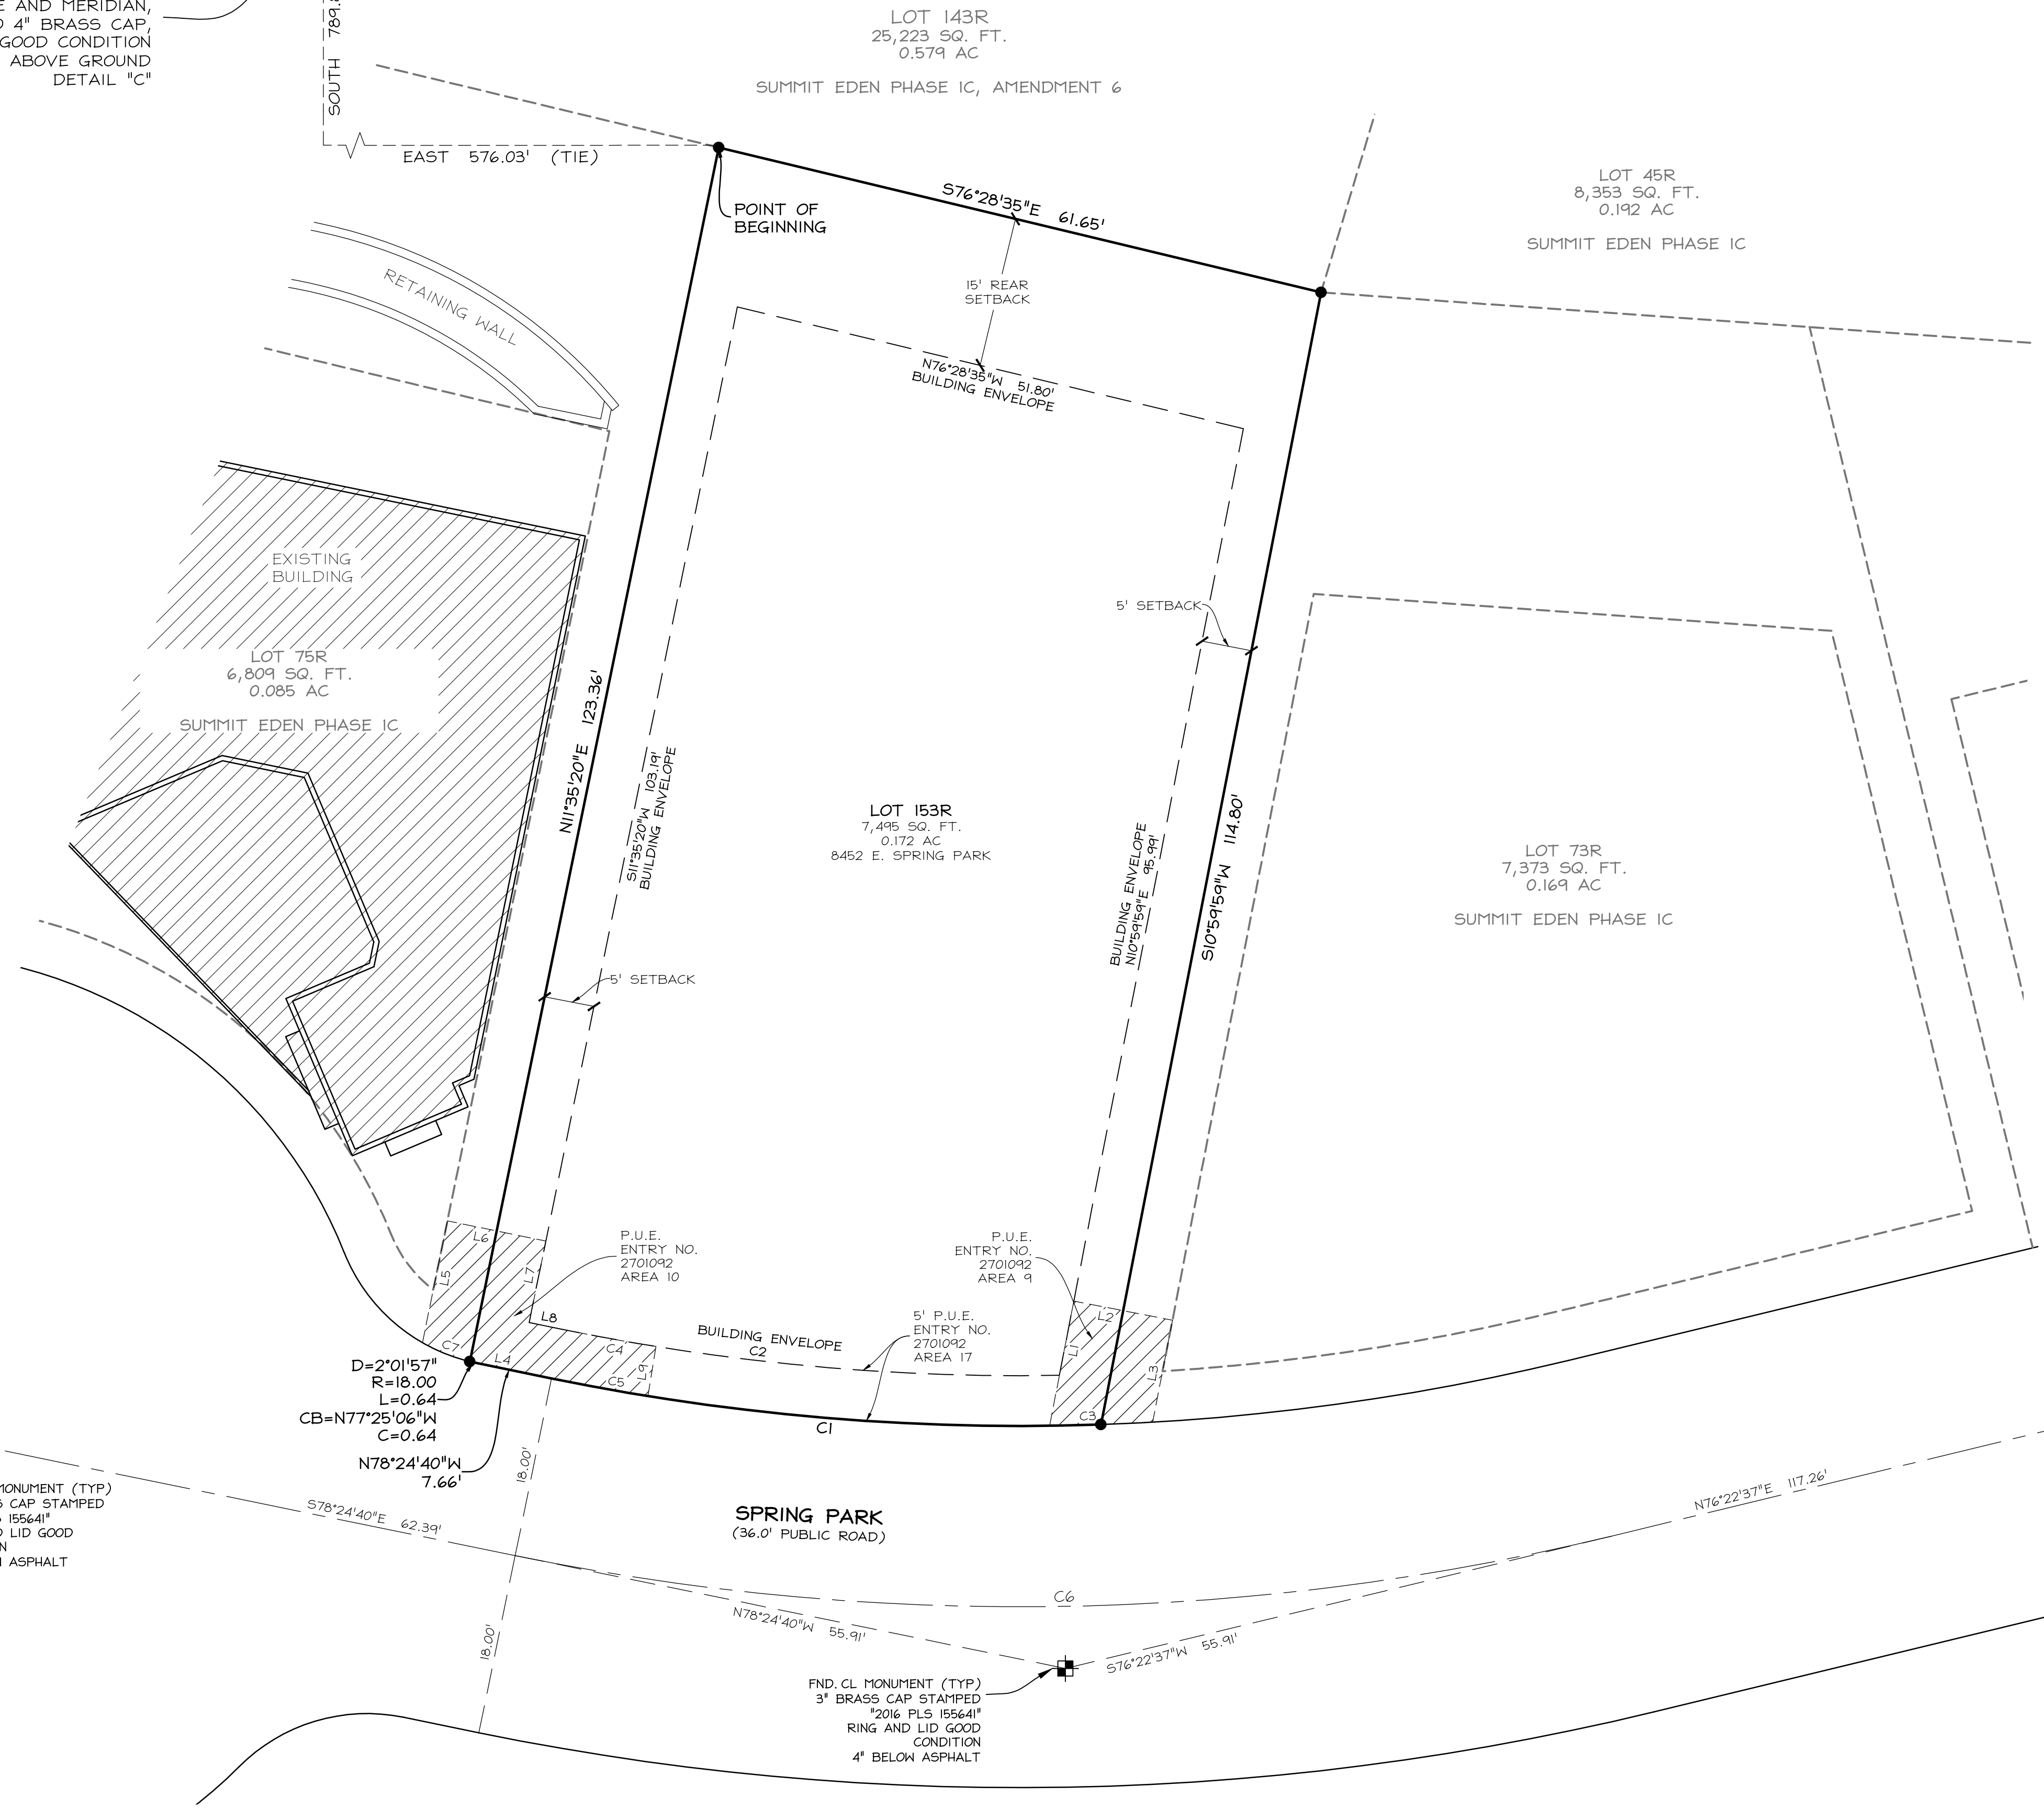 E AND MERIDIAN,
4" BRASS CAP,
GOOD CONDITION
ABOVE GROUND
DETAIL "C"
SOUTH 789.
EAST 576.03' (TIE)
LOT 143R
25,223 SQ. FT.
0.579 AC
SUMMIT EDEN PHASE 1C, AMENDMENT 6
LOT 45R
8,353 SQ. FT.
0.192 AC
SUMMIT EDEN PHASE 1C
S76°28'35"E 61.65'
POINT OF
BEGINNING
15' REAR
SETBACK
RETAINING WALL
N76°28'35"W 51.80'
BUILDING ENVELOPE
EXISTING
BUILDING
5' SETBACK
LOT 75R
6,809 SQ. FT.
0.085 AC
SUMMIT EDEN PHASE 1C
N11°35'20"E 123.36'
S11°35'20"W 103.19'
BUILDING ENVELOPE
LOT 153R
7,495 SQ. FT.
0.172 AC
8452 E. SPRING PARK
BUILDING ENVELOPE
N10°59'59"E 95.99'
S10°59'59"W 114.80'
LOT 73R
7,373 SQ. FT.
0.169 AC
SUMMIT EDEN PHASE 1C
5' SETBACK
P.U.E.
ENTRY NO.
2701092
AREA 10
P.U.E.
ENTRY NO.
2701092
AREA 9
L6
L5
L7
L8
C7
L4
C4
C5
L9
BUILDING ENVELOPE
C2
5' P.U.E.
ENTRY NO.
2701092
AREA 17
L2
L1
L3
C3
C1
D=2°01'57"
R=18.00
L=0.64
CB=N77°25'06"W
C=0.64
N78°24'40"W
7.66'
18.00'
MONUMENT (TYP)
CAP STAMPED
155641"
LID GOOD
N
ASPHALT
S78°24'40"E 62.39'
SPRING PARK
(36.0' PUBLIC ROAD)
N76°22'37"E 117.26'
C6
N78°24'40"W 55.91'
S76°22'37"W 55.91'
18.00'
FND. CL MONUMENT (TYP)
3" BRASS CAP STAMPED
"2016 PLS 155641"
RING AND LID GOOD
CONDITION
4" BELOW ASPHALT